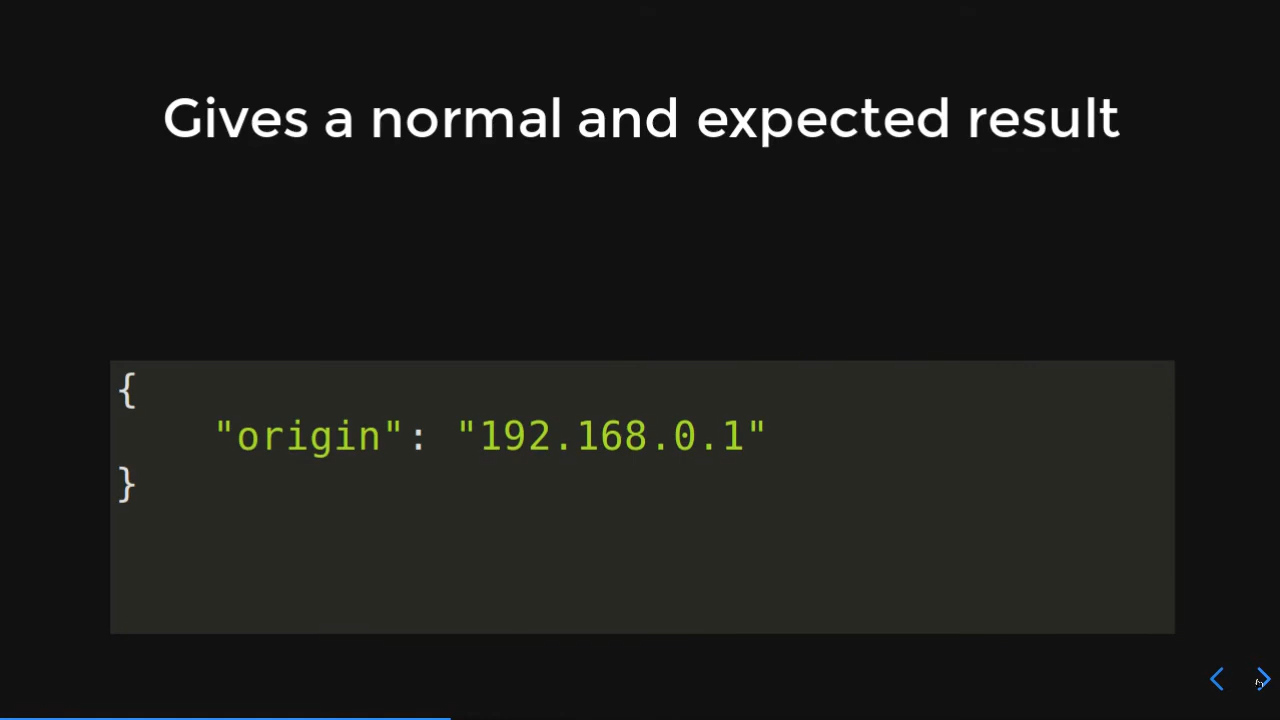 Gives a normal and expected result
{
    "origin": "192.168.0.1"
}